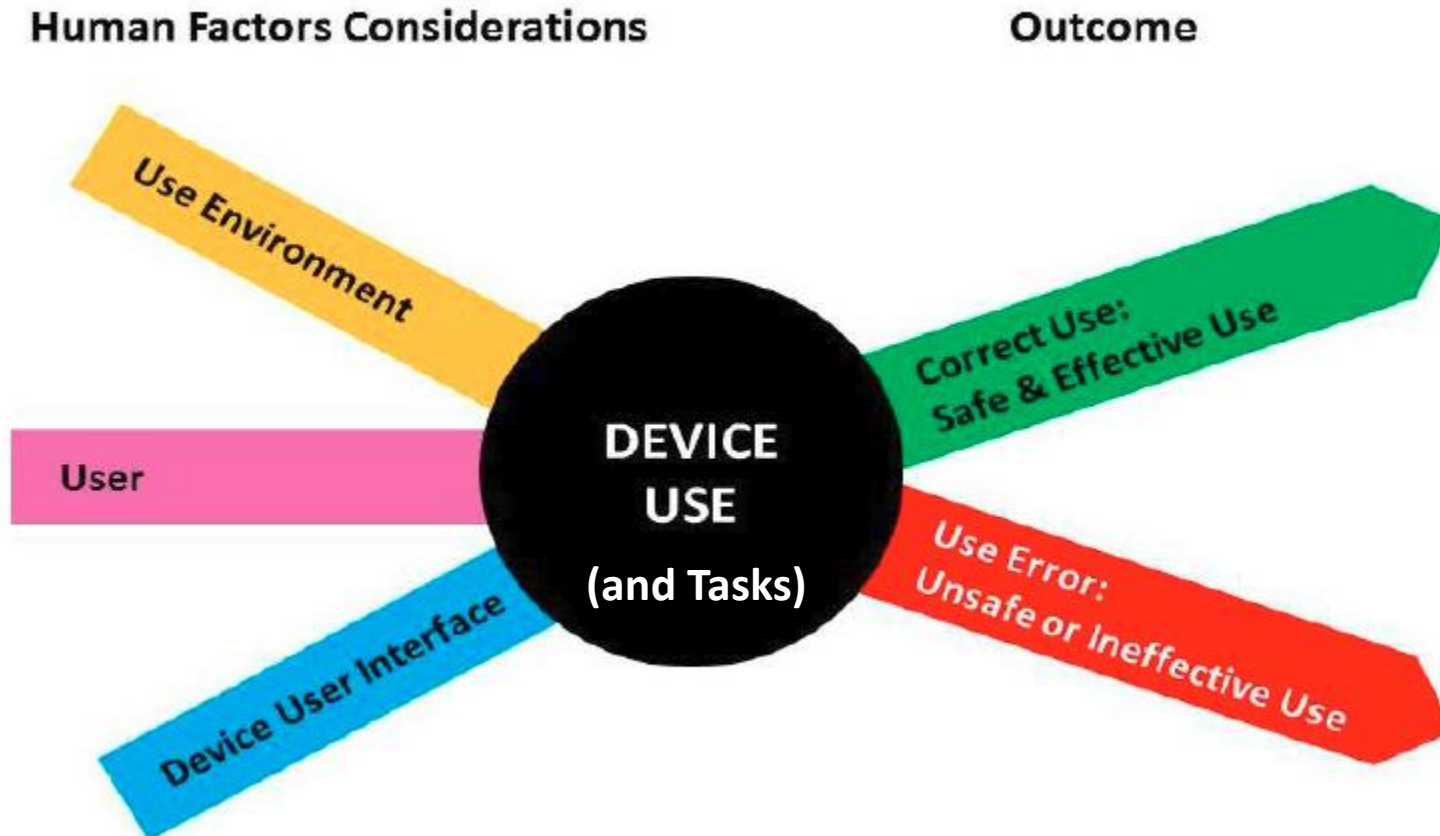 Human Factors Considerations
Outcome
Use Environment
User
Device User Interface
DEVICE
USE
(and Tasks)
Correct Use:
Safe & Effective Use
Use Error:
Unsafe or Ineffective Use